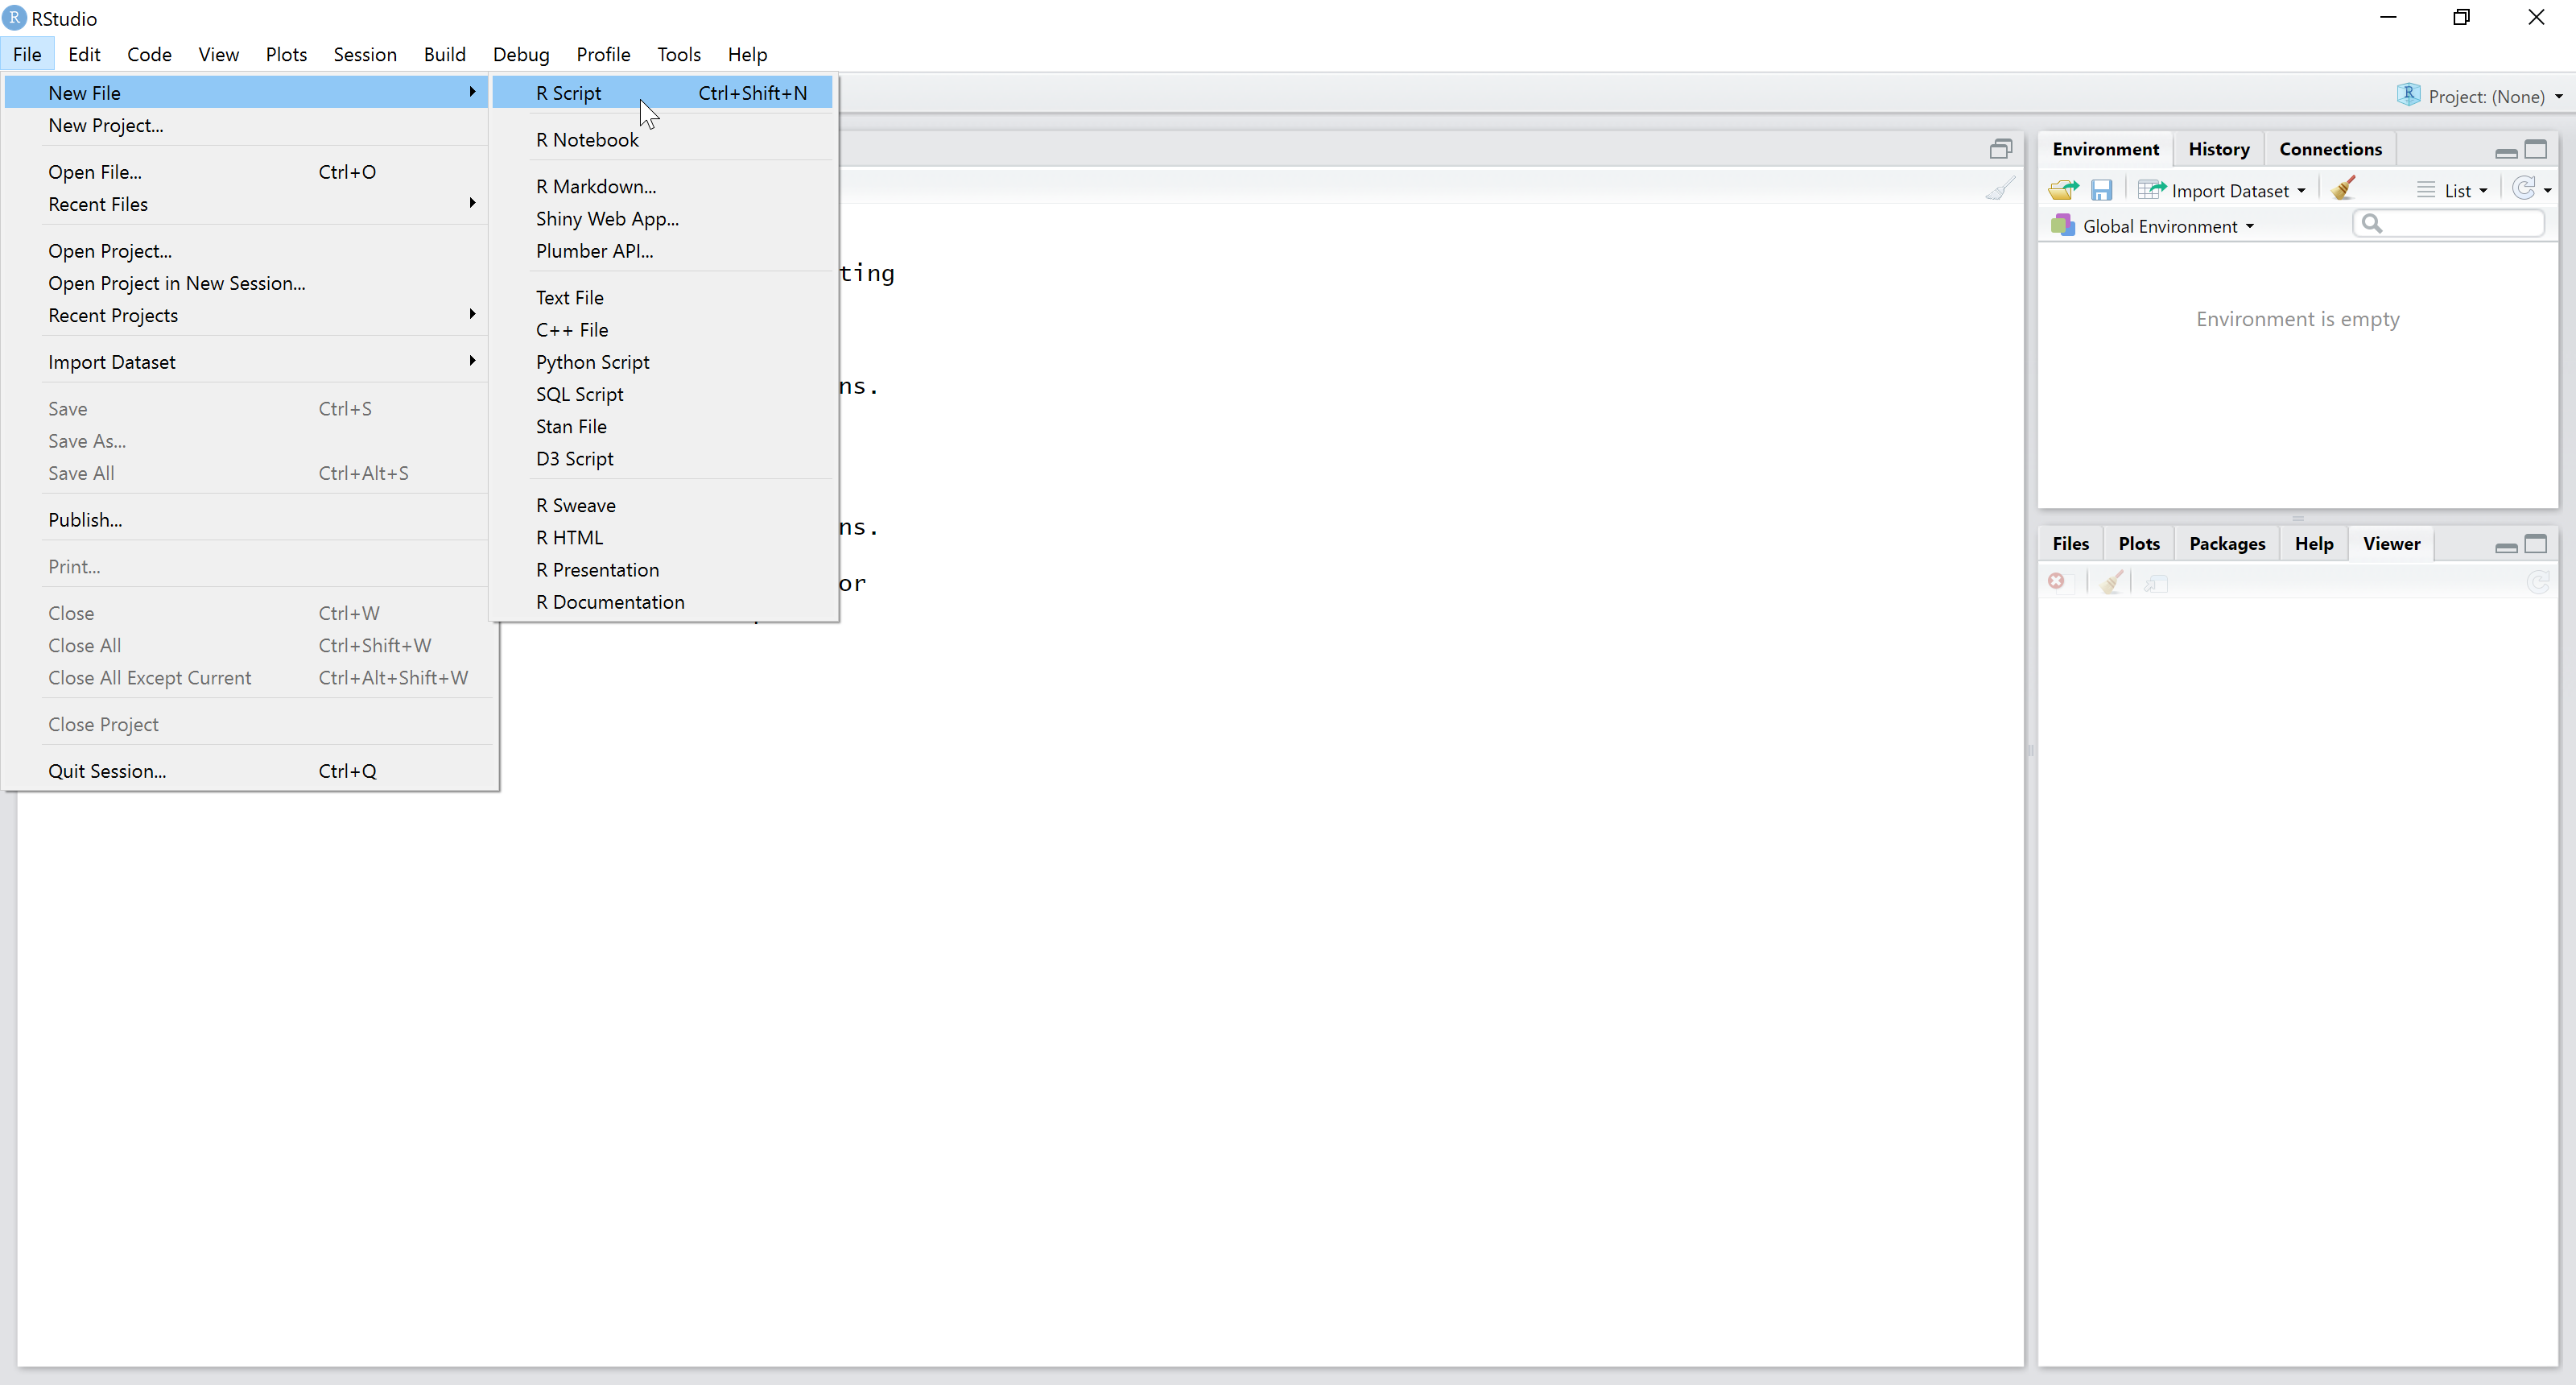 RStudio
File Edit Code View Plots Session Build Debug Profile Tools Help
Project: (None)
New File
New Project...
Open File... Ctrl+O
Recent Files
Open Project...
Open Project in New Session...
Recent Projects
Import Dataset
Save Ctrl+S
Save As...
Save All Ctrl+Alt+S
Publish...
Print...
Close Ctrl+W
Close All Ctrl+Shift+W
Close All Except Current Ctrl+Alt+Shift+W
Close Project
Quit Session... Ctrl+Q
R Script Ctrl+Shift+N
R Notebook
R Markdown...
Shiny Web App...
Plumber API...
Text File
C++ File
Python Script
SQL Script
Stan File
D3 Script
R Sweave
R HTML
R Presentation
R Documentation
ting
ns.
ns.
or
Environment History Connections
Import Dataset List
Global Environment
Environment is empty
Files Plots Packages Help Viewer